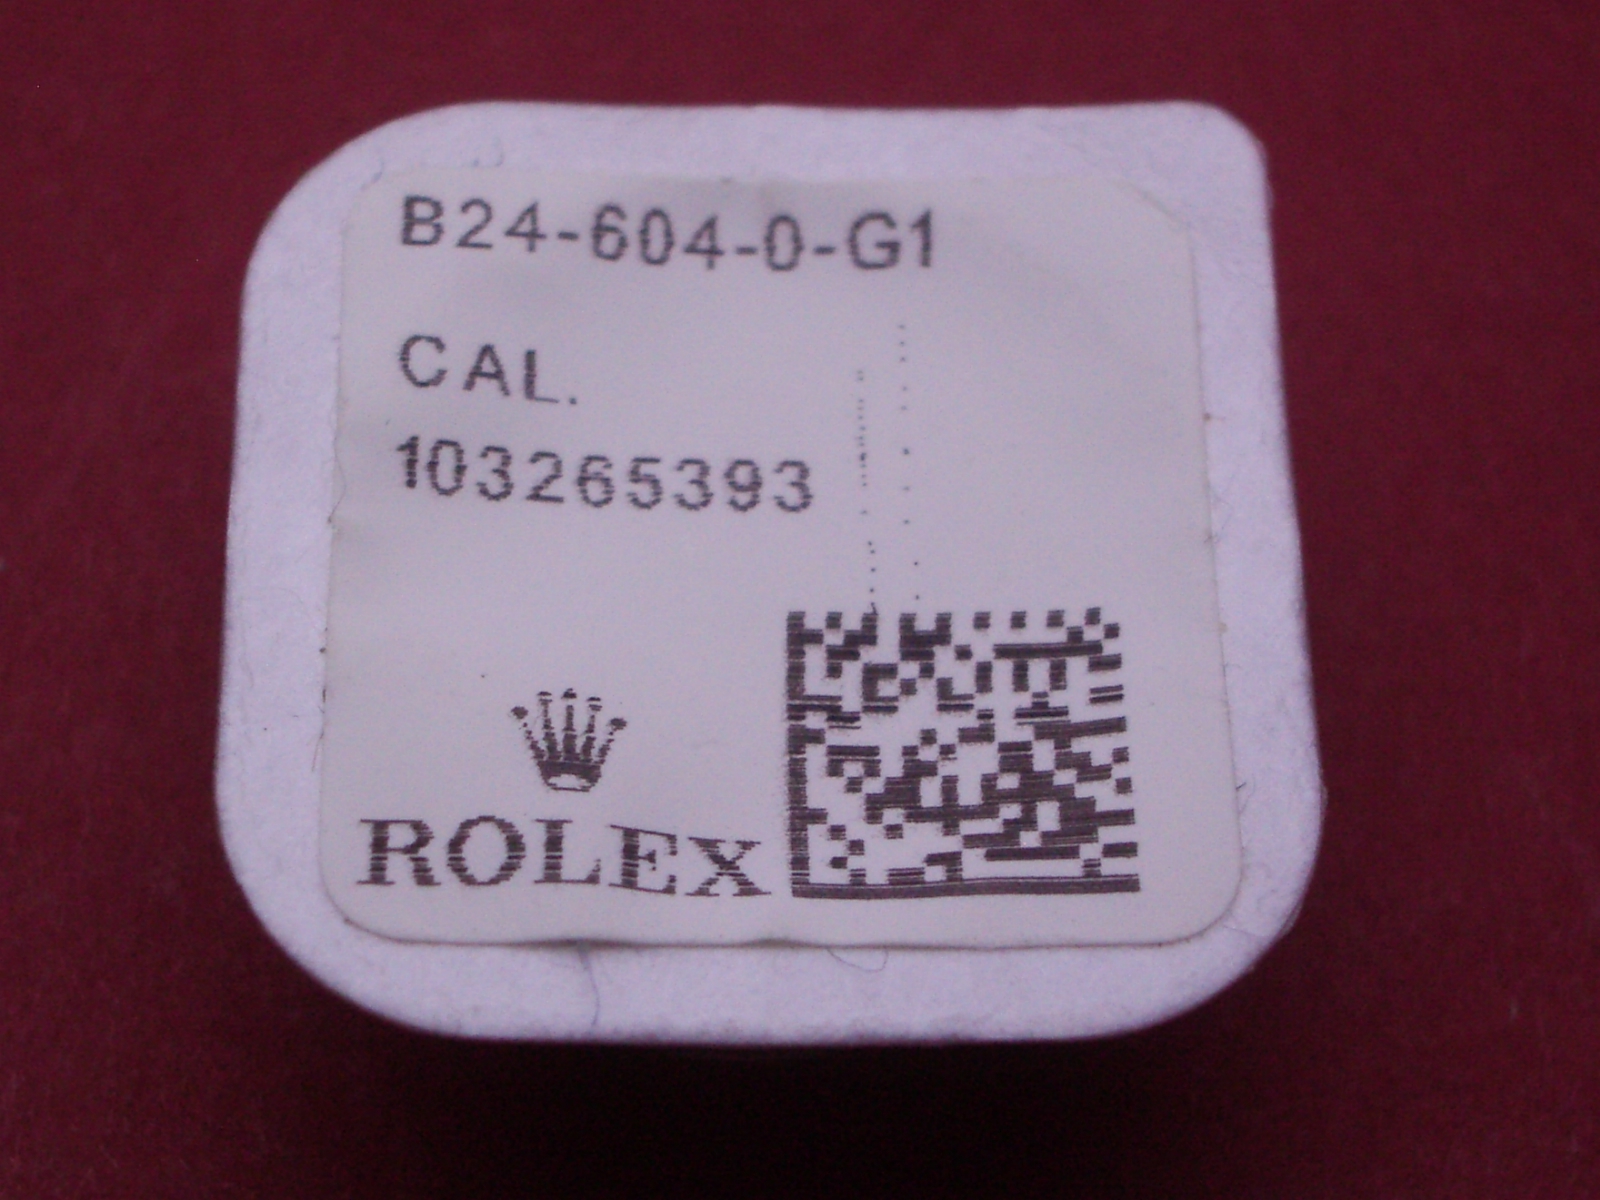 B24-604-0-G1
CAL.
103265393
ROLEX